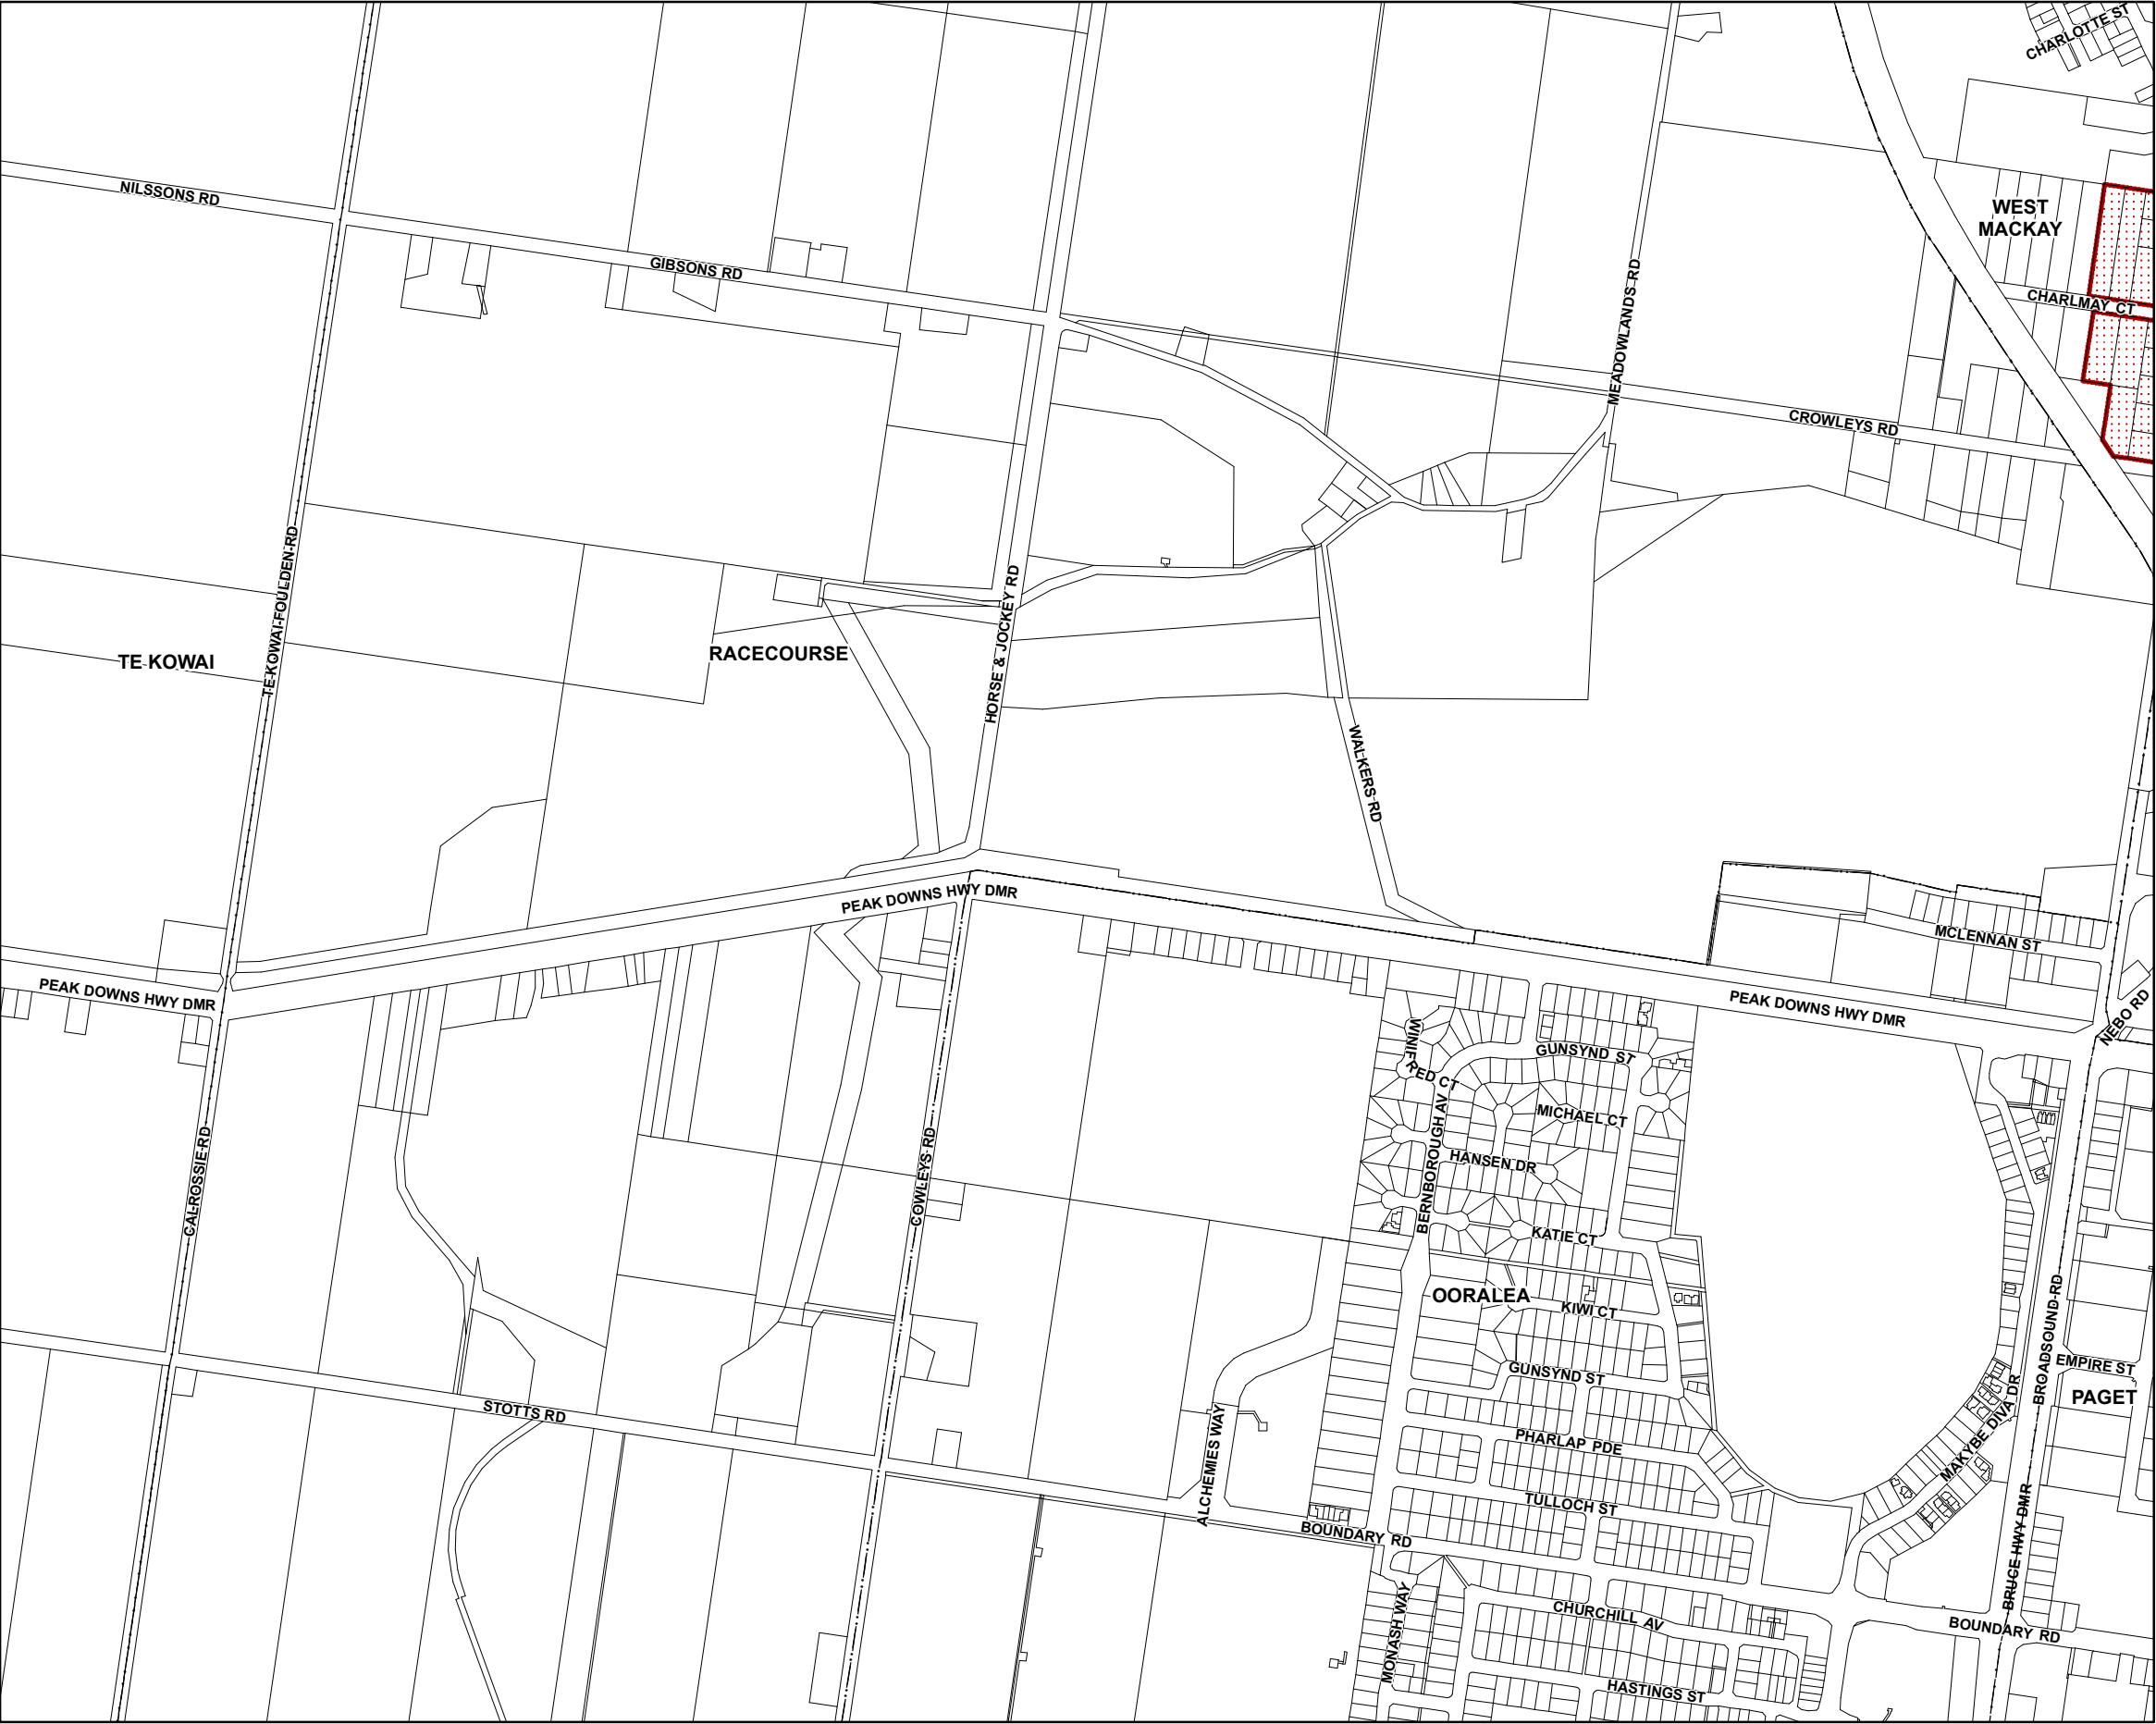 CHARLOTTE ST
NILSSONS RD
WEST
MACKAY
GIBSONS RD
MEADOWLANDS RD
CHARLMAY CT
CROWLEYS RD
TE KOWAI-FOULDEN RD
HORSE & JOCKEY RD
TE KOWAI
RACECOURSE
WALKERS RD
PEAK DOWNS HWY DMR
MCLENNAN ST
PEAK DOWNS HWY DMR
PEAK DOWNS HWY DMR
NEBO RD
WINIFRED CT
GUNSYND ST
MICHAEL CT
BERNBOROUGH AV
HANSEN DR
CALROSSIE RD
COWLEYS RD
KATIE CT
OORALEA
KIWI CT
BROADSOUND RD
EMPIRE ST
GUNSYND ST
PAGET
STOTTS RD
MAKYBE DIVA DR
PHARLAP PDE
ALCHEMIES WAY
TULLOCH ST
BOUNDARY RD
BRUCE HWY DMR
MONASH WAY
CHURCHILL AV
BOUNDARY RD
HASTINGS ST